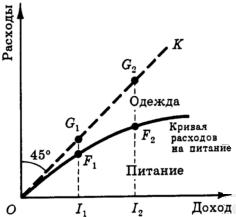 Расходы
G₂
K
Одежда
G₁
F₂
Кривая
расходов
на питание
45°
F₁
Питание
O
I₁
I₂
Доход